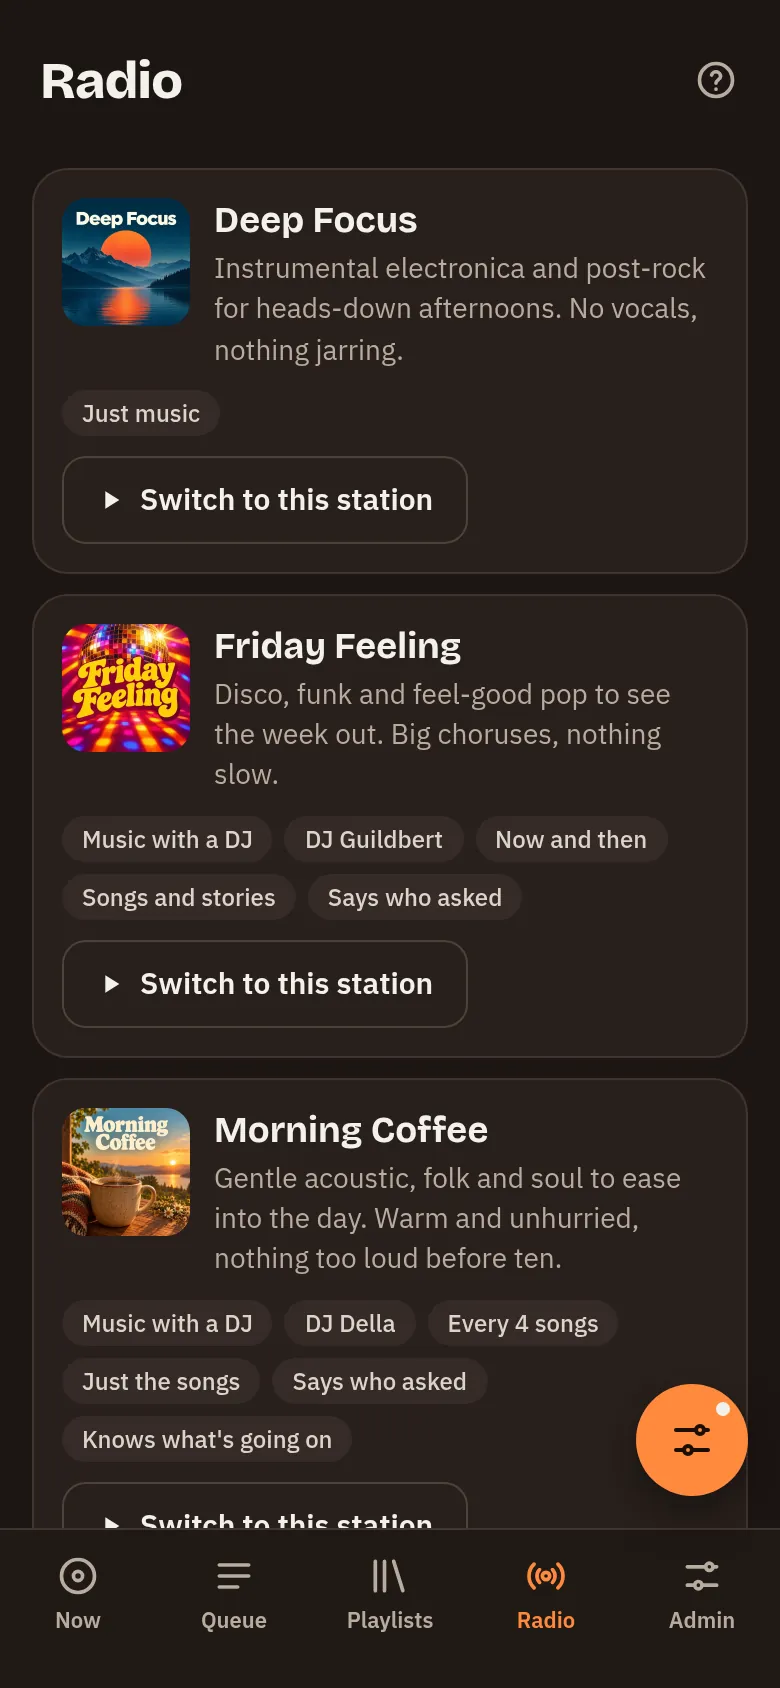 Radio
Deep Focus
Deep Focus
Instrumental electronica and post-rock
for heads-down afternoons. No vocals,
nothing jarring.
Just music
Switch to this station
Friday
Feeling
Friday Feeling
Disco, funk and feel-good pop to see
the week out. Big choruses, nothing
slow.
Music with a DJ
DJ Guildbert
Now and then
Songs and stories
Says who asked
Switch to this station
Morning
Coffee
Morning Coffee
Gentle acoustic, folk and soul to ease
into the day. Warm and unhurried,
nothing too loud before ten.
Music with a DJ
DJ Della
Every 4 songs
Just the songs
Says who asked
Knows what's going on
Switch to this station
Now
Queue
Playlists
Radio
Admin